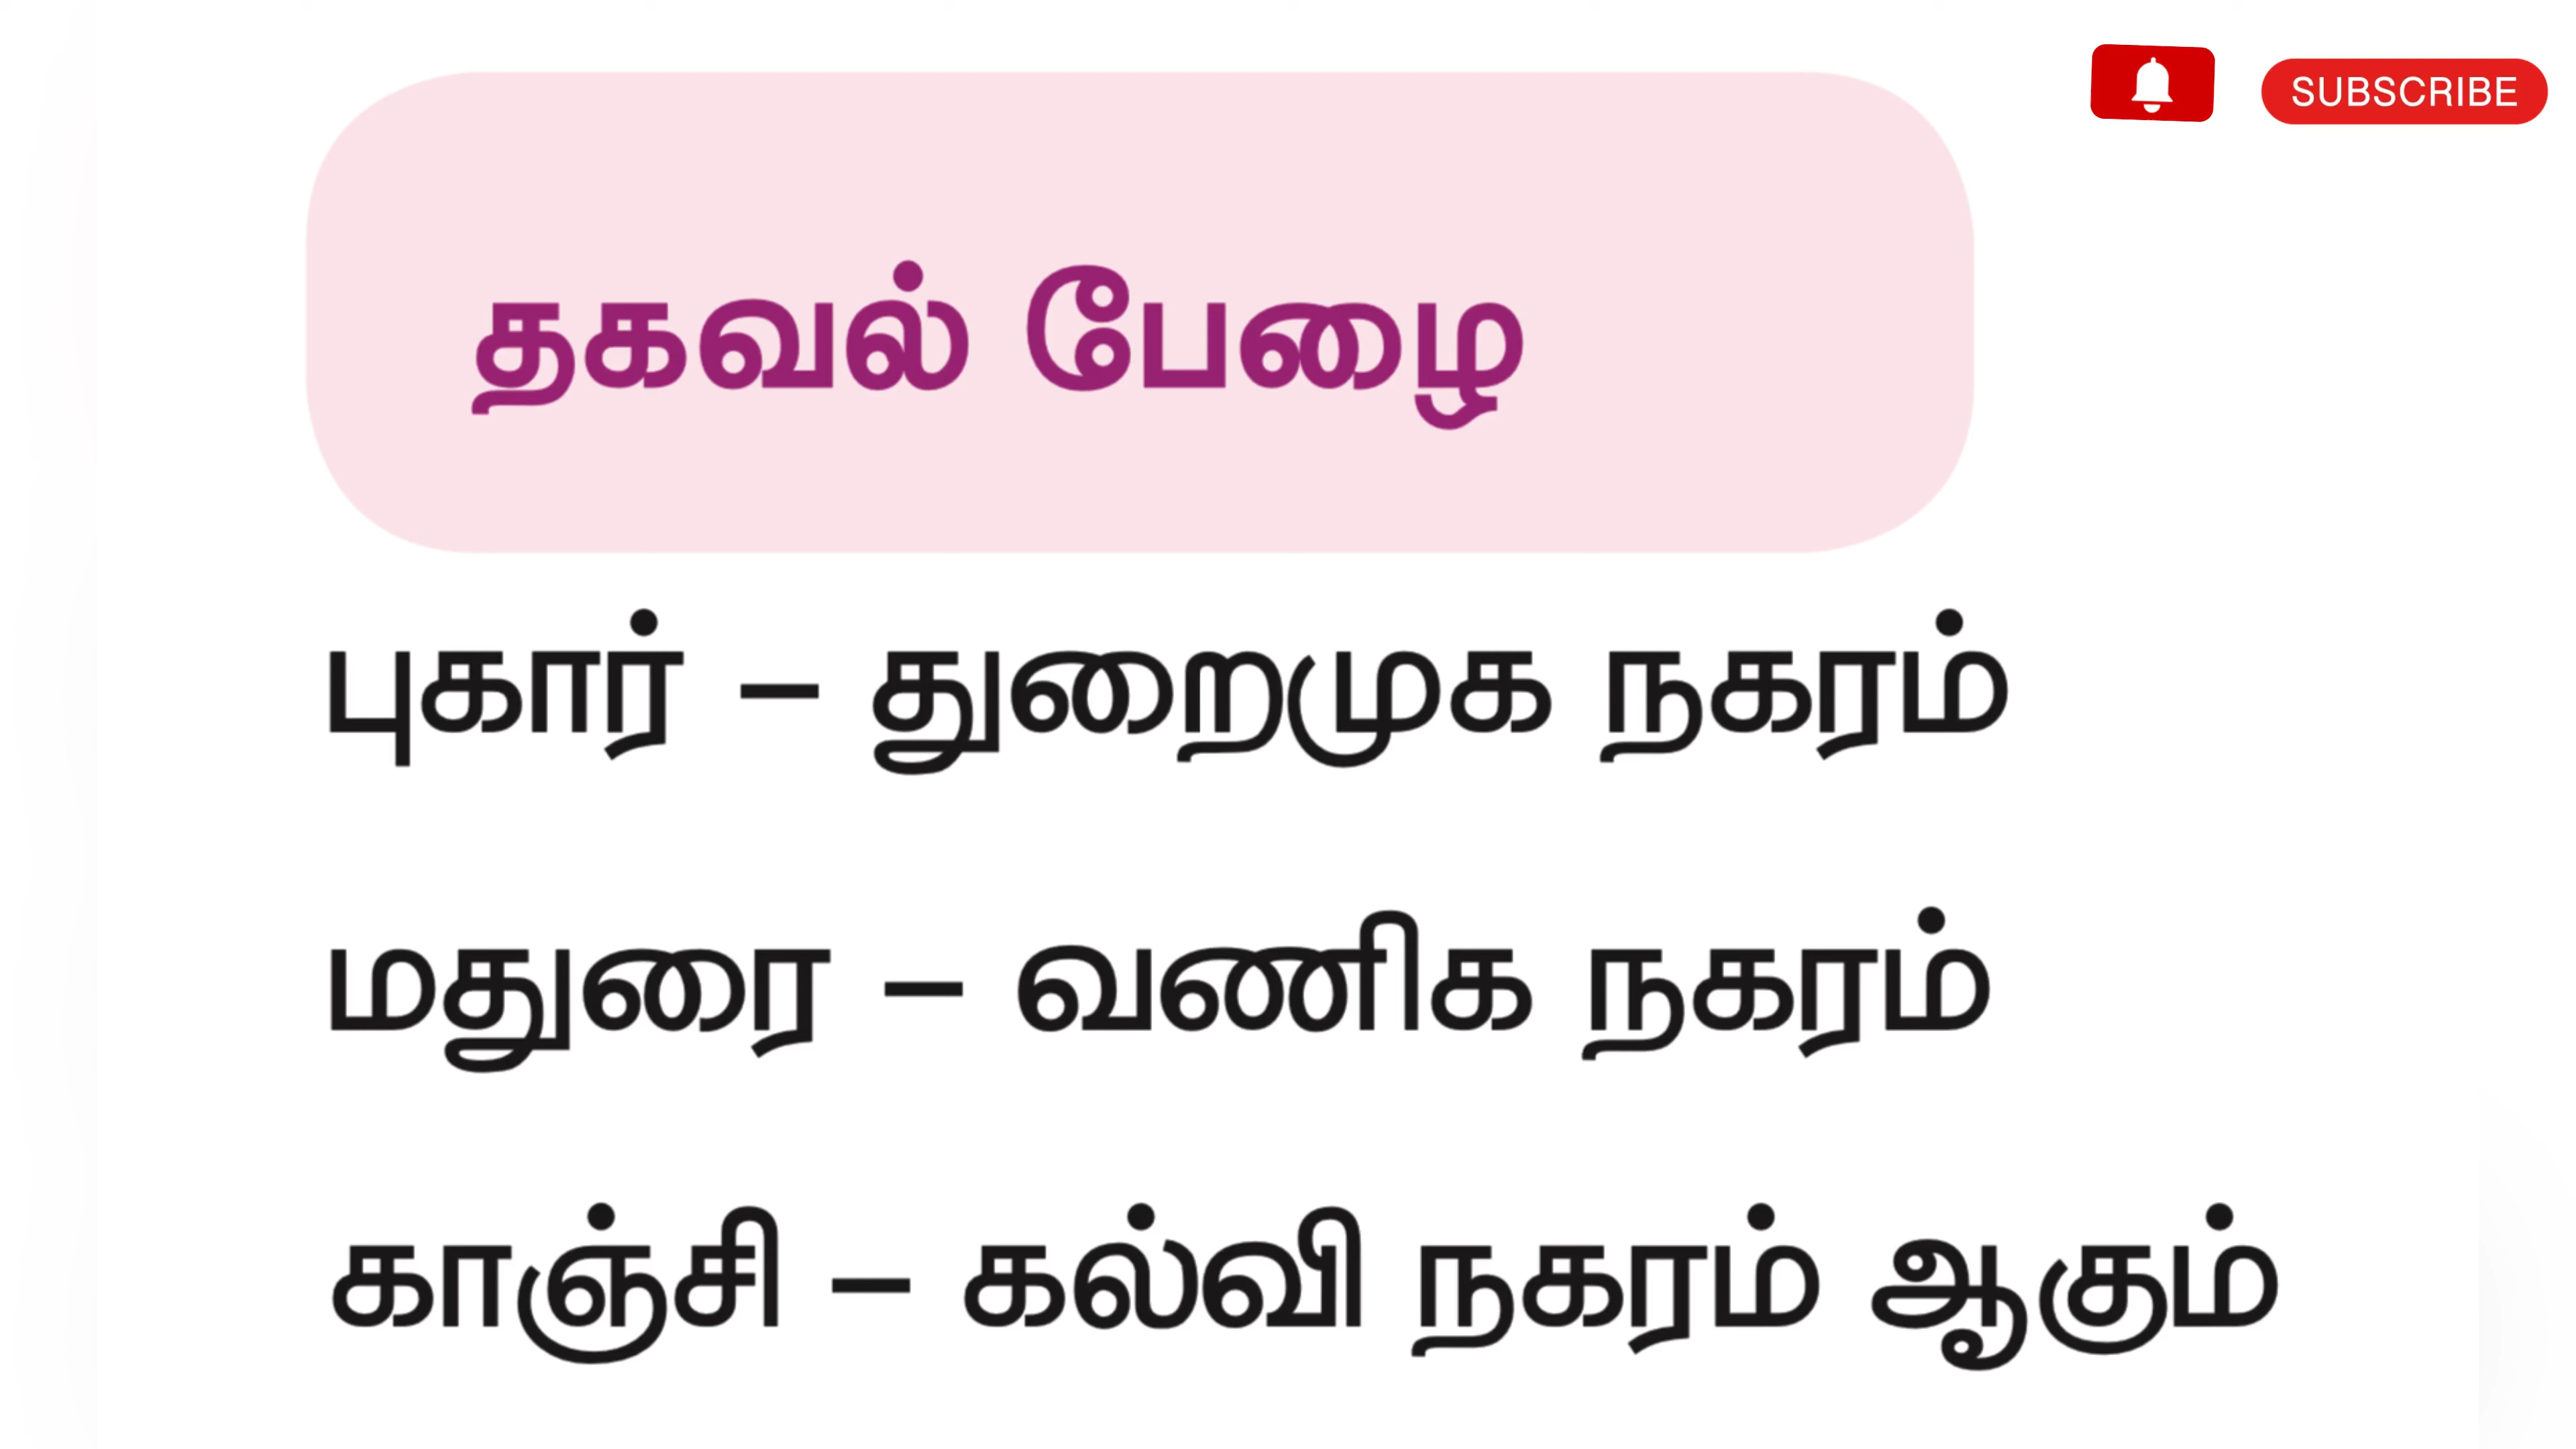 SUBSCRIBE
தகவல் பேழை
புகார் – துறைமுக நகரம்
மதுரை – வணிக நகரம்
காஞ்சி – கல்வி நகரம் ஆகும்